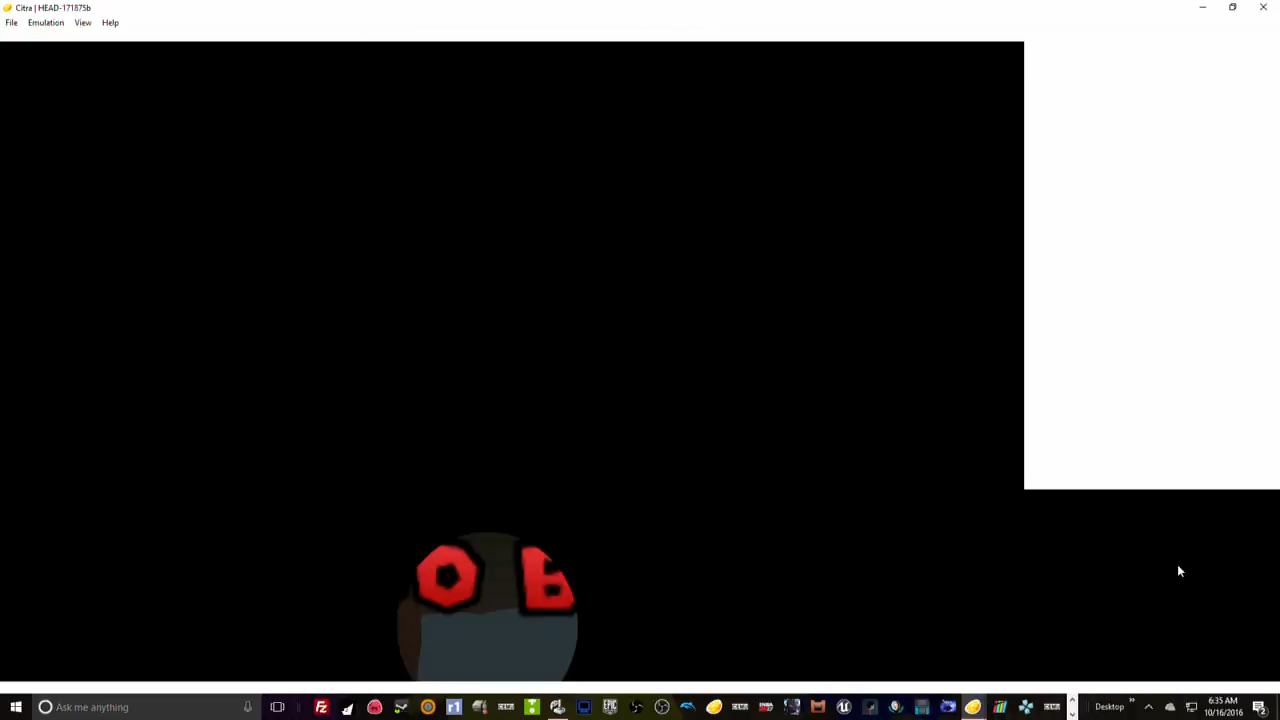 Citra | HEAD-171875b
File Emulation View Help
O B
Ask me anything
Desktop
6:35 AM
10/16/2016